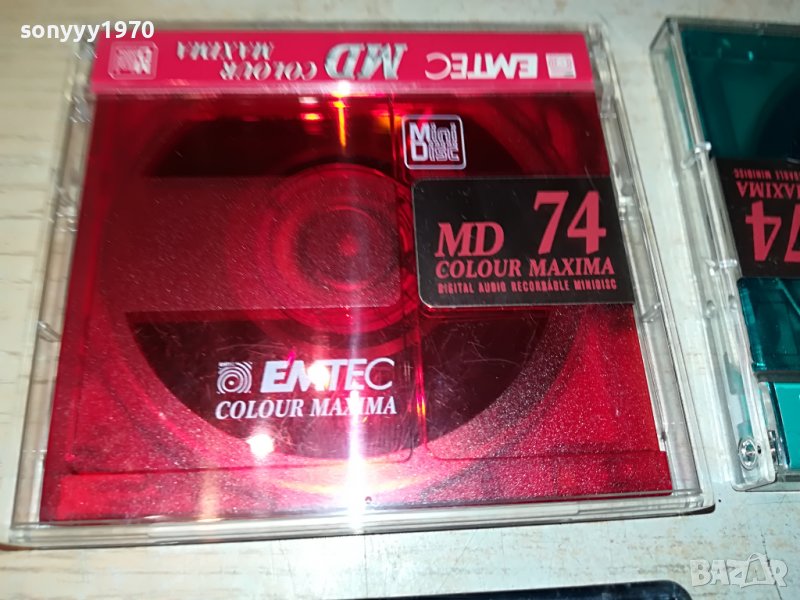 sonyyy1970
EMTEC MD COLOUR MAXIMA
Mini Disc
MD 74
COLOUR MAXIMA
DIGITAL AUDIO RECORDABLE MINIDISC
EMTEC
COLOUR MAXIMA
74
MAXIMA
MINIDISC
BAZAR